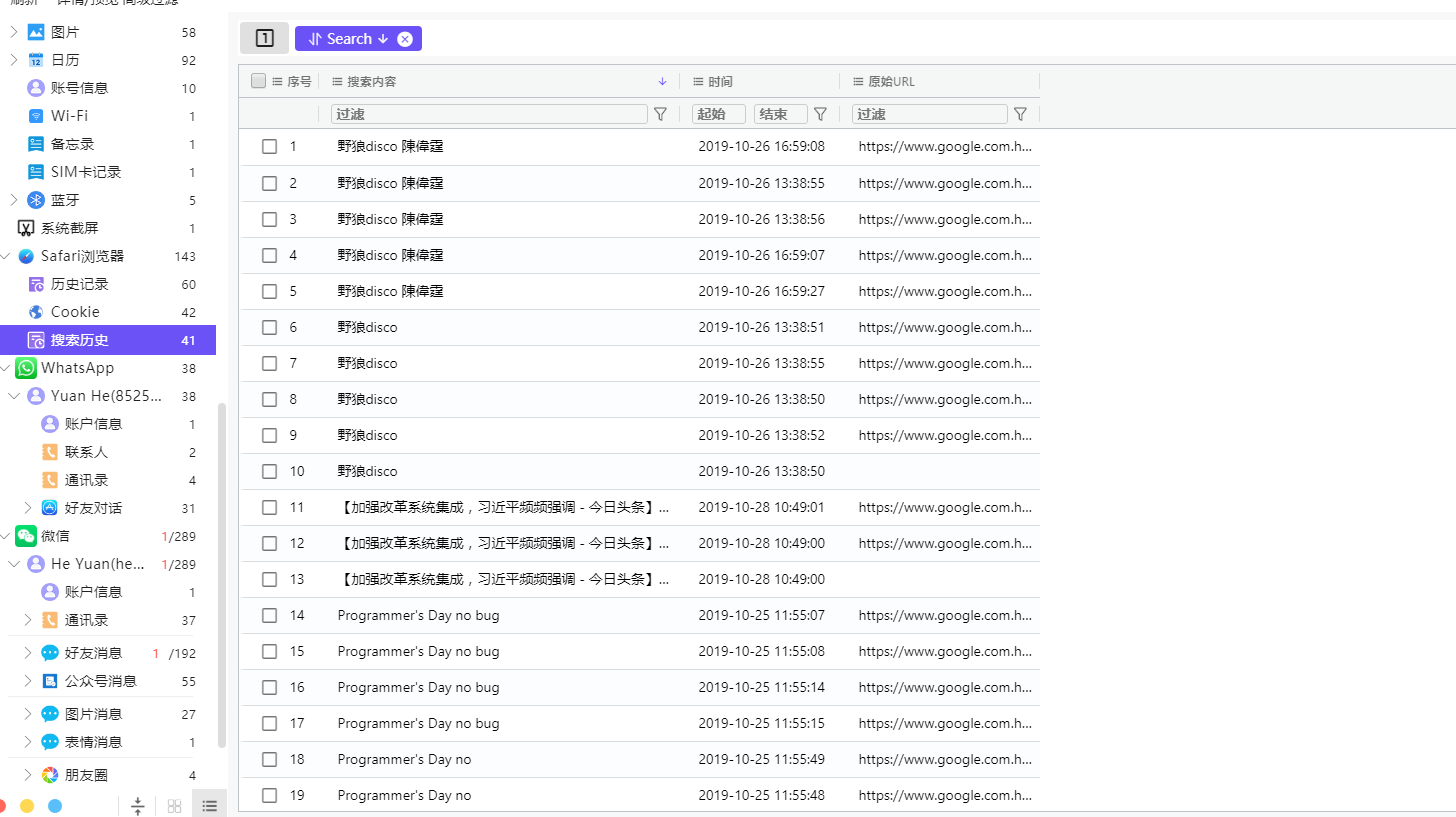 图片 58
日历 92
账号信息 10
Wi-Fi 1
备忘录 1
SIM卡记录 1
蓝牙 5
系统截屏 1
Safari浏览器 143
历史记录 60
Cookie 42
搜索历史 41
WhatsApp 38
Yuan He(8525... 38
账户信息 1
联系人 2
通讯录 4
好友对话 31
微信 1/289
He Yuan(he... 1/289
账户信息 1
通讯录 37
好友消息 1 /192
公众号消息 55
图片消息 27
表情消息 1
朋友圈 4
1 Search
序号 搜索内容 时间 原始URL
过滤 起始 结束 过滤
1 野狼disco 陳偉霆 2019-10-26 16:59:08 https://www.google.com.h...
2 野狼disco 陳偉霆 2019-10-26 13:38:55 https://www.google.com.h...
3 野狼disco 陳偉霆 2019-10-26 13:38:56 https://www.google.com.h...
4 野狼disco 陳偉霆 2019-10-26 16:59:07 https://www.google.com.h...
5 野狼disco 陳偉霆 2019-10-26 16:59:27 https://www.google.com.h...
6 野狼disco 2019-10-26 13:38:51 https://www.google.com.h...
7 野狼disco 2019-10-26 13:38:55 https://www.google.com.h...
8 野狼disco 2019-10-26 13:38:50 https://www.google.com.h...
9 野狼disco 2019-10-26 13:38:52 https://www.google.com.h...
10 野狼disco 2019-10-26 13:38:50
11 【加强改革系统集成，习近平频频强调 - 今日头条】... 2019-10-28 10:49:01 https://www.google.com.h...
12 【加强改革系统集成，习近平频频强调 - 今日头条】... 2019-10-28 10:49:00 https://www.google.com.h...
13 【加强改革系统集成，习近平频频强调 - 今日头条】... 2019-10-28 10:49:00
14 Programmer's Day no bug 2019-10-25 11:55:07 https://www.google.com.h...
15 Programmer's Day no bug 2019-10-25 11:55:08 https://www.google.com.h...
16 Programmer's Day no bug 2019-10-25 11:55:14 https://www.google.com.h...
17 Programmer's Day no bug 2019-10-25 11:55:15 https://www.google.com.h...
18 Programmer's Day no 2019-10-25 11:55:49 https://www.google.com.h...
19 Programmer's Day no 2019-10-25 11:55:48 https://www.google.com.h...